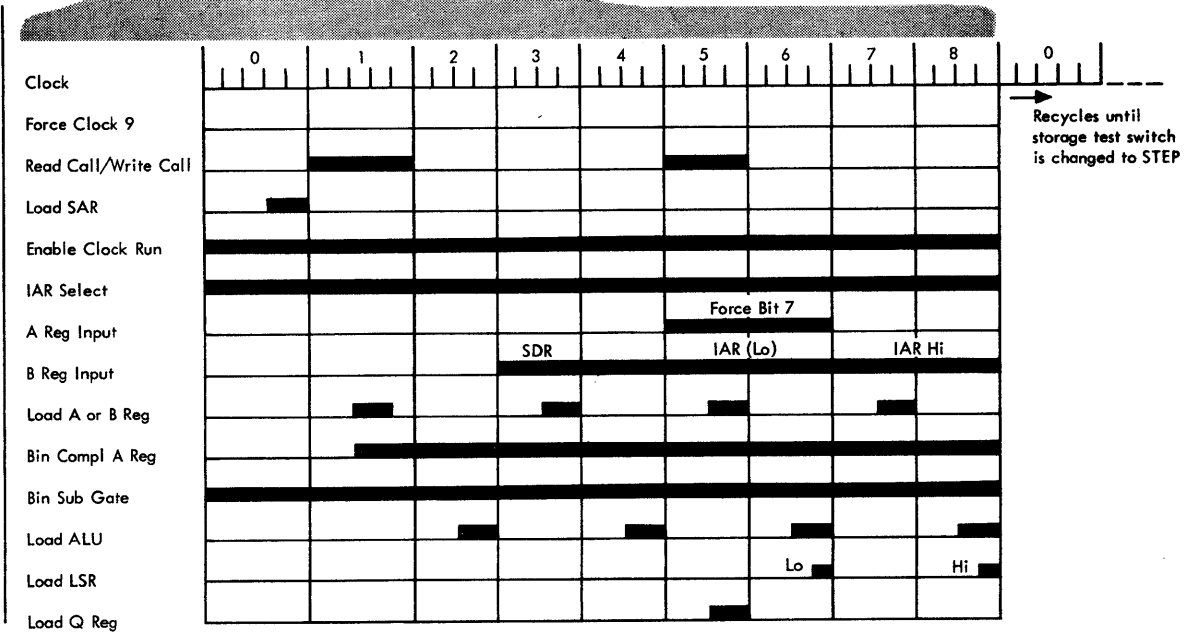 0 1 2 3 4 5 6 7 8 0
Clock
Recycles until
storage test switch
is changed to STEP
Force Clock 9
Read Call/Write Call
Load SAR
Enable Clock Run
IAR Select
Force Bit 7
A Reg Input
SDR IAR (Lo) IAR Hi
B Reg Input
Load A or B Reg
Bin Compl A Reg
Bin Sub Gate
Load ALU
Lo Hi
Load LSR
Load Q Reg